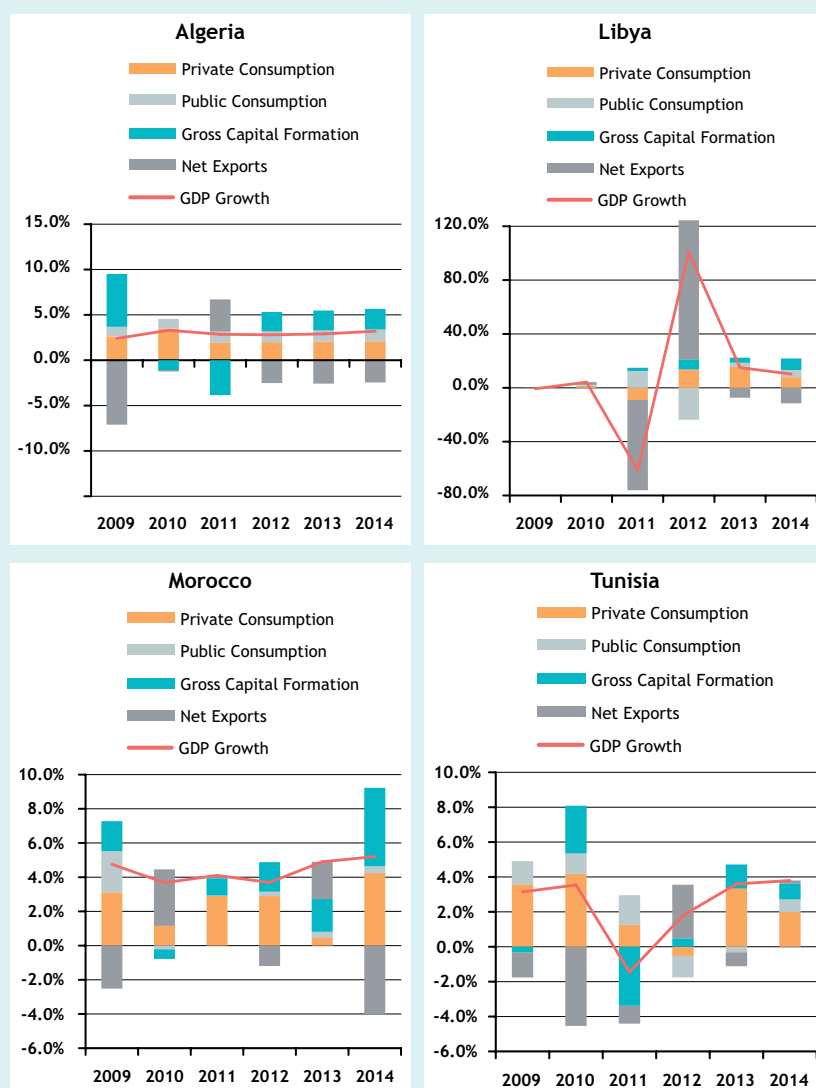 Algeria
Private Consumption
Public Consumption
Gross Capital Formation
Net Exports
GDP Growth
15.0%
10.0%
5.0%
0.0%
-5.0%
-10.0%
2009 2010 2011 2012 2013 2014
Libya
Private Consumption
Public Consumption
Gross Capital Formation
Net Exports
GDP Growth
120.0%
80.0%
40.0%
0.0%
-40.0%
-80.0%
2009 2010 2011 2012 2013 2014
Morocco
Private Consumption
Public Consumption
Gross Capital Formation
Net Exports
GDP Growth
10.0%
8.0%
6.0%
4.0%
2.0%
0.0%
-2.0%
-4.0%
-6.0%
2009 2010 2011 2012 2013 2014
Tunisia
Private Consumption
Public Consumption
Gross Capital Formation
Net Exports
GDP Growth
10.0%
8.0%
6.0%
4.0%
2.0%
0.0%
-2.0%
-4.0%
-6.0%
2009 2010 2011 2012 2013 2014